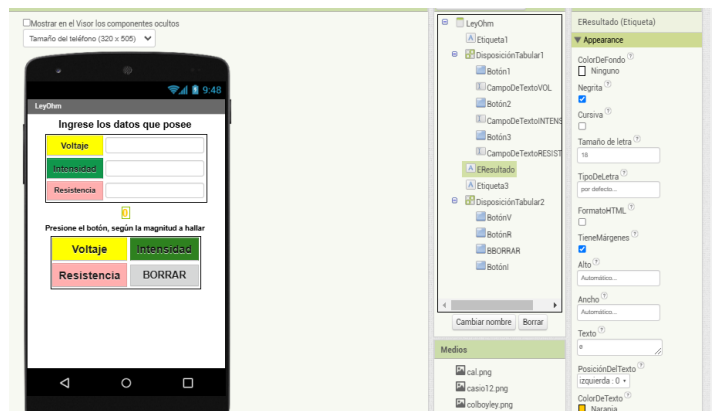 Mostrar en el Visor los componentes ocultos
Tamaño del teléfono (320 x 505)
9:48
LeyOhm
Ingrese los datos que posee
Voltaje
Intensidad
Resistencia
0
Presione el botón, según la magnitud a hallar
Voltaje Intensidad
Resistencia BORRAR
LeyOhm
Etiqueta1
DisposiciónTabular1
Botón1
CampoDeTextoVOL
Botón2
CampoDeTextoINTENS
Botón3
CampoDeTextoRESIST
EResultado
Etiqueta3
DisposiciónTabular2
BotónV
BotónR
BBORRAR
BotónI
Cambiar nombre Borrar
Medios
cal.png
casio12.png
colboyley.png
EResultado (Etiqueta)
Appearance
ColorDeFondo ?
Ninguno
Negrita ?
Cursiva ?
Tamaño de letra ?
18
TipoDeLetra ?
por defecto...
FormatoHTML ?
TieneMárgenes ?
Alto ?
Automático...
Ancho ?
Automático...
Texto ?
PosiciónDelTexto ?
izquierda : 0
ColorDeTexto ?
Naranja